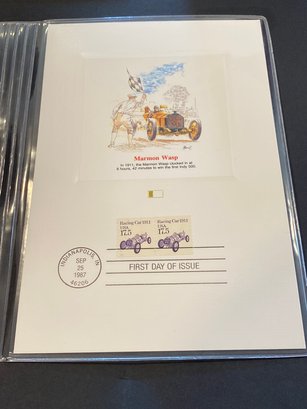 Marmon Wasp
In 1911, the Marmon Wasp clocked in at
6 hours, 42 minutes to win the first Indy 500.
Racing Car 1911
USA
17.5
Racing Car 1911
USA
17.5
INDIANAPOLIS, IN
SEP
25
1987
46206
FIRST DAY OF ISSUE